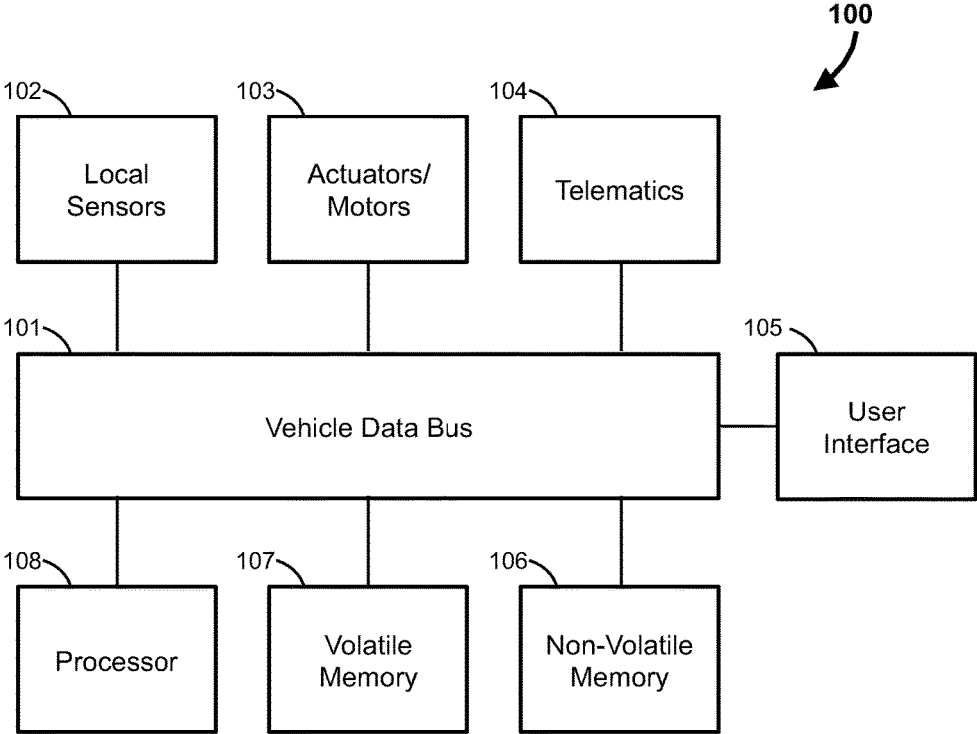 100
102
103
104
Local
Sensors
Actuators/
Motors
Telematics
101
105
Vehicle Data Bus
User
Interface
108
107
106
Processor
Volatile
Memory
Non-Volatile
Memory